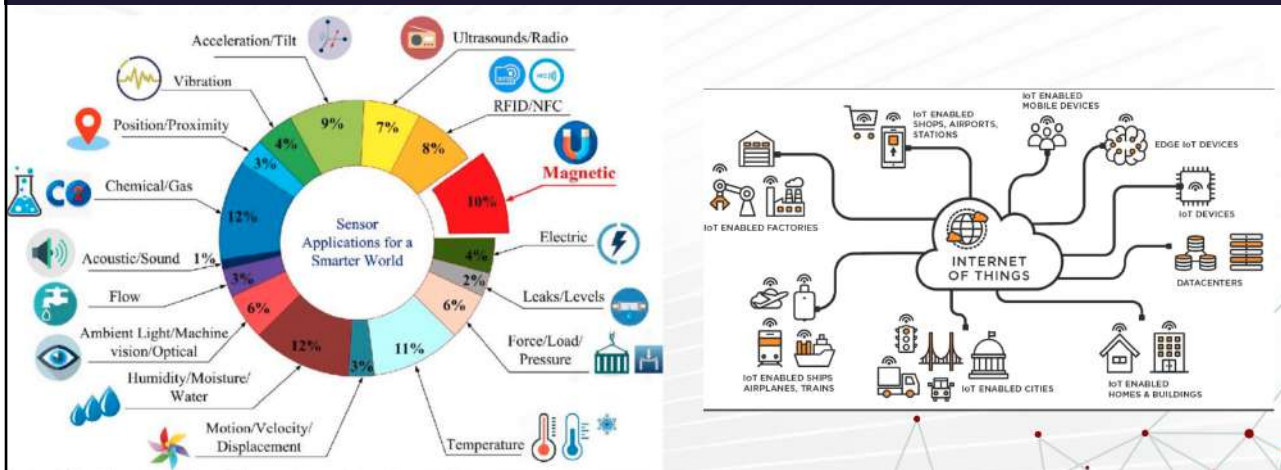 Acceleration/Tilt
Ultrasounds/Radio
Vibration
RFID/NFC
Position/Proximity
Magnetic
Chemical/Gas
CO2
Electric
Acoustic/Sound
Leaks/Levels
Flow
Force/Load/
Pressure
Ambient Light/Machine
vision/Optical
Humidity/Moisture/
Water
Motion/Velocity/
Displacement
Temperature
9%
7%
8%
10%
4%
2%
6%
11%
3%
12%
6%
3%
1%
12%
3%
4%
Sensor
Applications for a
Smarter World
IoT ENABLED
MOBILE DEVICES
IoT ENABLED
SHOPS, AIRPORTS,
STATIONS
EDGE IoT DEVICES
IoT ENABLED FACTORIES
IoT DEVICES
INTERNET
OF THINGS
DATACENTERS
IoT ENABLED SHIPS
AIRPLANES, TRAINS
IoT ENABLED CITIES
IoT ENABLED
HOMES & BUILDINGS